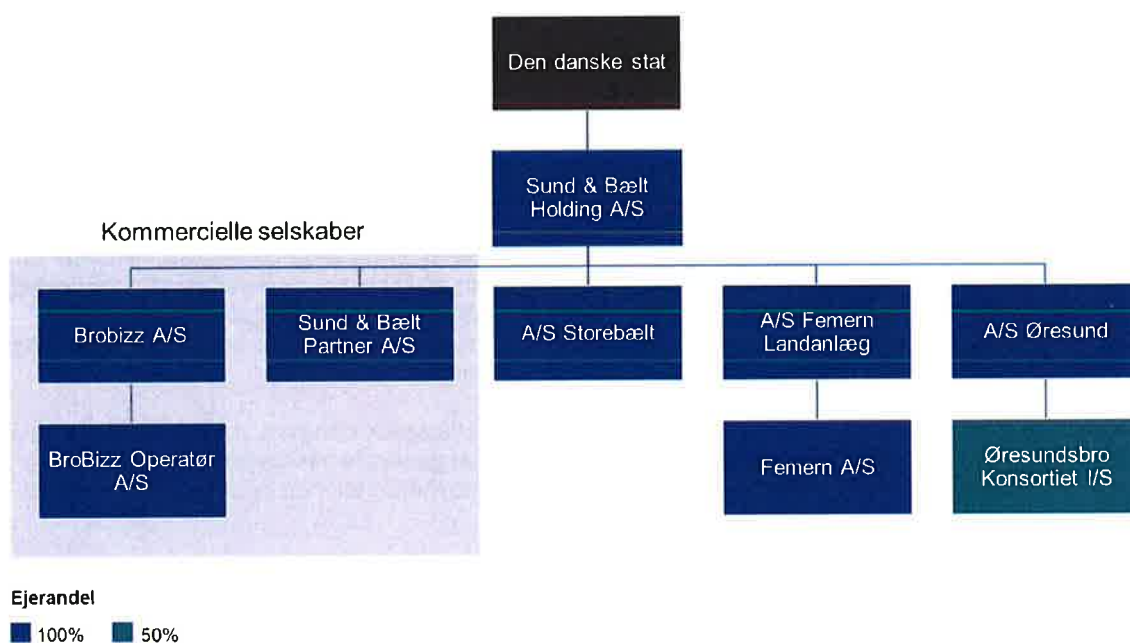 Den danske stat
Sund & Bælt
Holding A/S
Kommercielle selskaber
Brobizz A/S
Sund & Bælt
Partner A/S
A/S Storebælt
A/S Femern
Landanlæg
A/S Øresund
BroBizz Operatør
A/S
Femern A/S
Øresundsbro
Konsortiet I/S
Ejerandel
100%
50%